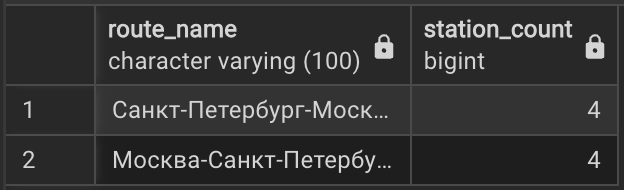 route_name station_count
character varying (100) bigint
1 Санкт-Петербург-Моск... 4
2 Москва-Санкт-Петербу... 4